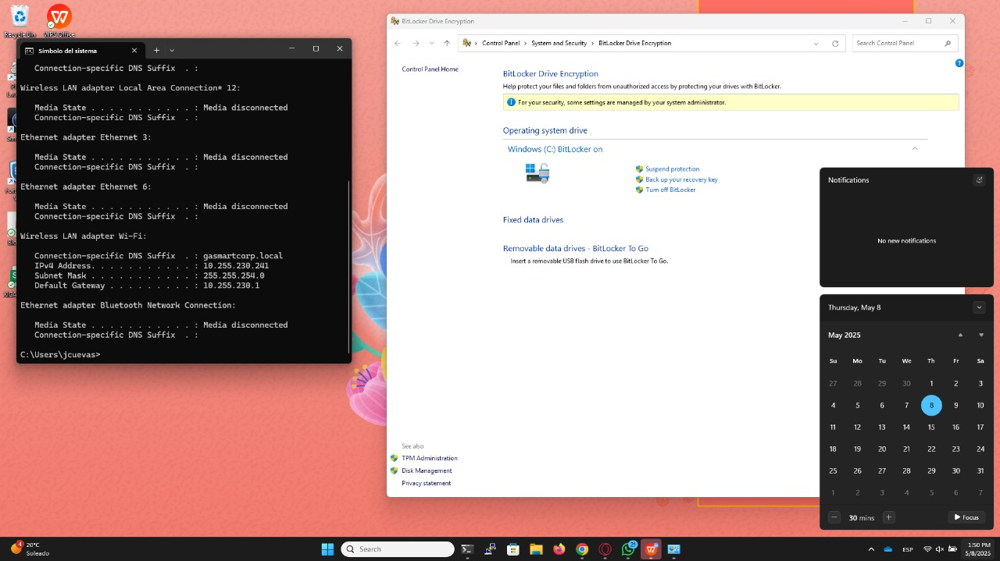 Recycle Bin
WPS Office
Símbolo del sistema
Connection-specific DNS Suffix  . :
Wireless LAN adapter Local Area Connection* 12:
Media State . . . . . . . . . . . : Media disconnected
Connection-specific DNS Suffix  . :
Ethernet adapter Ethernet 3:
Media State . . . . . . . . . . . : Media disconnected
Connection-specific DNS Suffix  . :
Ethernet adapter Ethernet 6:
Media State . . . . . . . . . . . : Media disconnected
Connection-specific DNS Suffix  . :
Wireless LAN adapter Wi-Fi:
Connection-specific DNS Suffix  . : gasmartcorp.local
IPv4 Address. . . . . . . . . . . : 10.255.230.241
Subnet Mask . . . . . . . . . . . : 255.255.254.0
Default Gateway . . . . . . . . . : 10.255.230.1
Ethernet adapter Bluetooth Network Connection:
Media State . . . . . . . . . . . : Media disconnected
Connection-specific DNS Suffix  . :
C:\Users\jcuevas>
BitLocker Drive Encryption
Control Panel > System and Security > BitLocker Drive Encryption
Search Control Panel
Control Panel Home
BitLocker Drive Encryption
Help protect your files and folders from unauthorized access by protecting your drives with BitLocker.
For your security, some settings are managed by your system administrator.
Operating system drive
Windows (C:) BitLocker on
Suspend protection
Back up your recovery key
Turn off BitLocker
Fixed data drives
Removable data drives - BitLocker To Go
Insert a removable USB flash drive to use BitLocker To Go.
See also
TPM Administration
Disk Management
Privacy statement
Notifications
No new notifications
Thursday, May 8
May 2025
Su Mo Tu We Th Fr Sa
27 28 29 30 1 2 3
4 5 6 7 8 9 10
11 12 13 14 15 16 17
18 19 20 21 22 23 24
25 26 27 28 29 30 31
1 2 3 4 5 6 7
30 mins
Focus
4
20°C
Soleado
Search
21
ESP
1:50 PM
5/8/2025